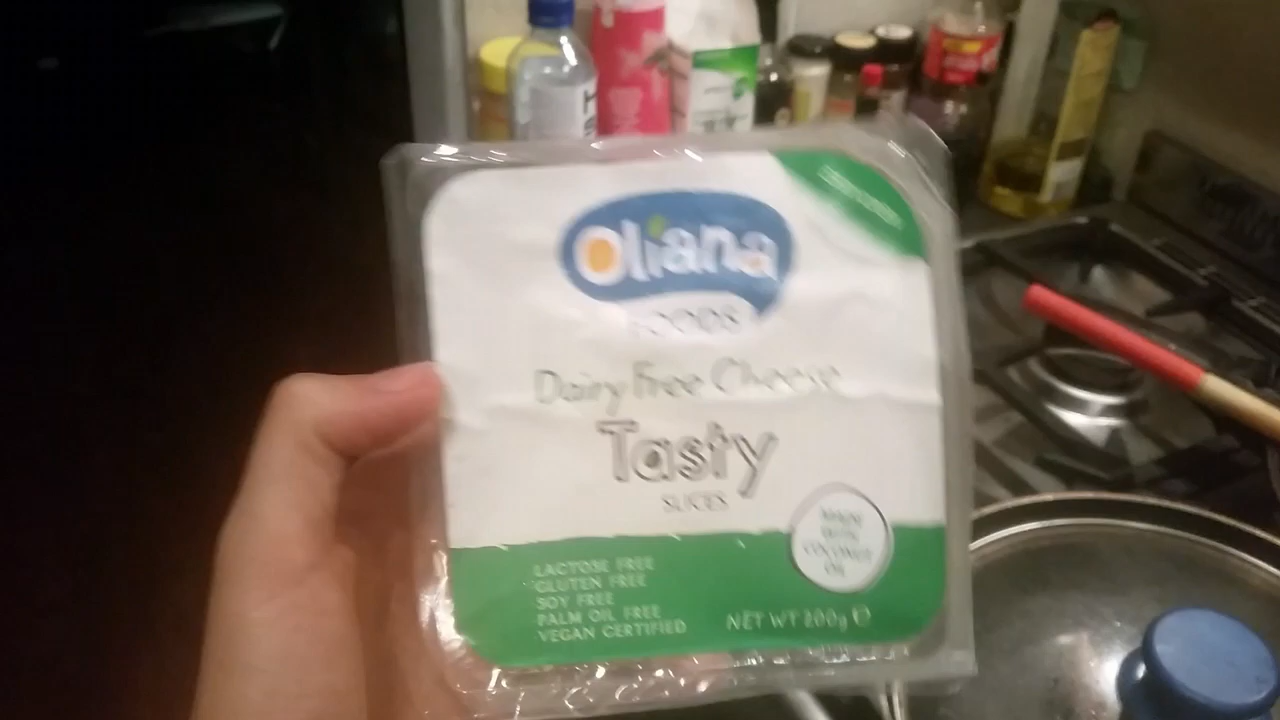 Oliana
FOODS
Dairy Free Cheese
Tasty
SLICES
MADE
WITH
COCONUT
OIL
LACTOSE FREE
GLUTEN FREE
SOY FREE
PALM OIL FREE
VEGAN CERTIFIED
NET WT 200g e